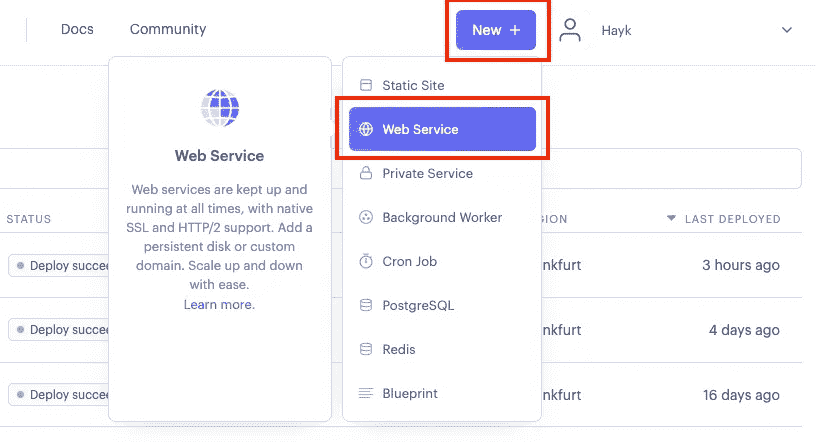 Docs
Community
New +
Hayk
Web Service
Web services are kept up and
running at all times, with native
SSL and HTTP/2 support. Add a
persistent disk or custom
domain. Scale up and down
with ease.
Learn more.
Static Site
Web Service
Private Service
Background Worker
Cron Job
PostgreSQL
Redis
Blueprint
STATUS
GION
LAST DEPLOYED
Deploy succee
nkfurt
3 hours ago
Deploy succee
nkfurt
4 days ago
Deploy succee
nkfurt
16 days ago